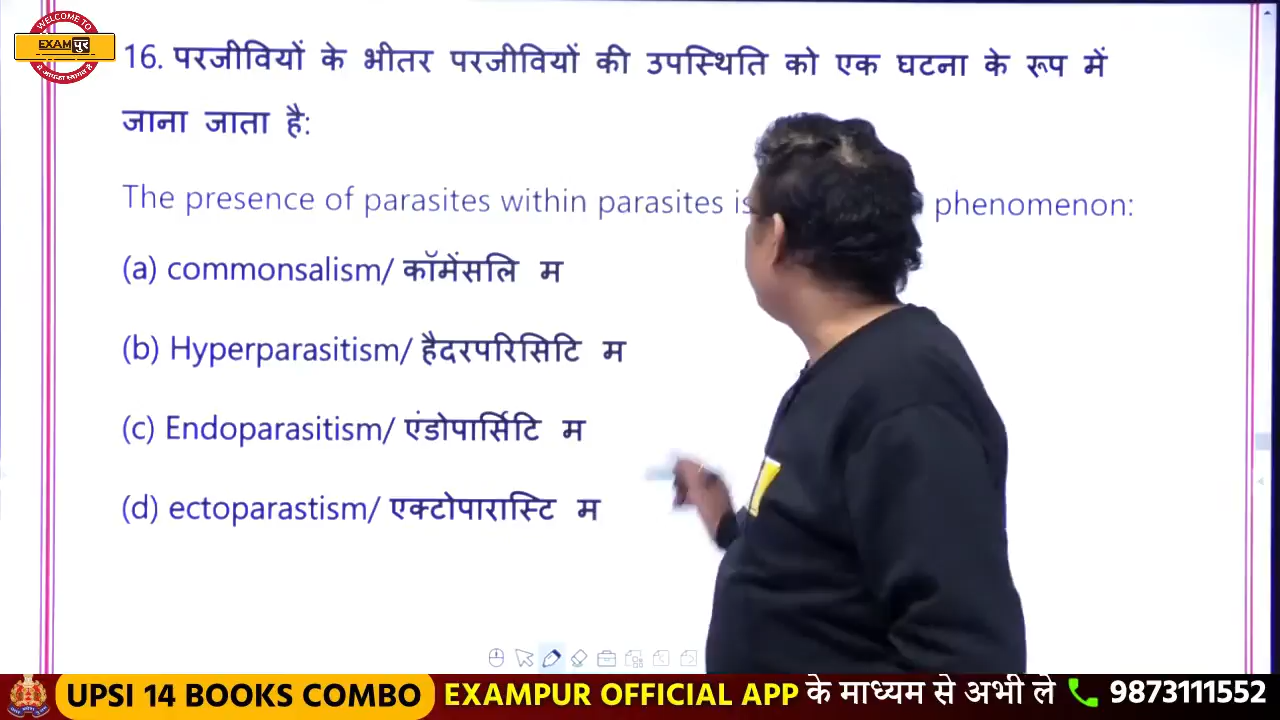 WELCOME TO
EXAMपुर
16. परजीवियों के भीतर परजीवियों की उपस्थिति को एक घटना के रूप में
जाना जाता है:
The presence of parasites within parasites is phenomenon:
(a) commonsalism/ कॉमेंसलि म
(b) Hyperparasitism/ हैदरपरिसिटि म
(c) Endoparasitism/ एंडोपार्सिटि म
(d) ectoparastism/ एक्टोपारास्टि म
UPSI 14 BOOKS COMBO EXAMPUR OFFICIAL APP के माध्यम से अभी ले 9873111552